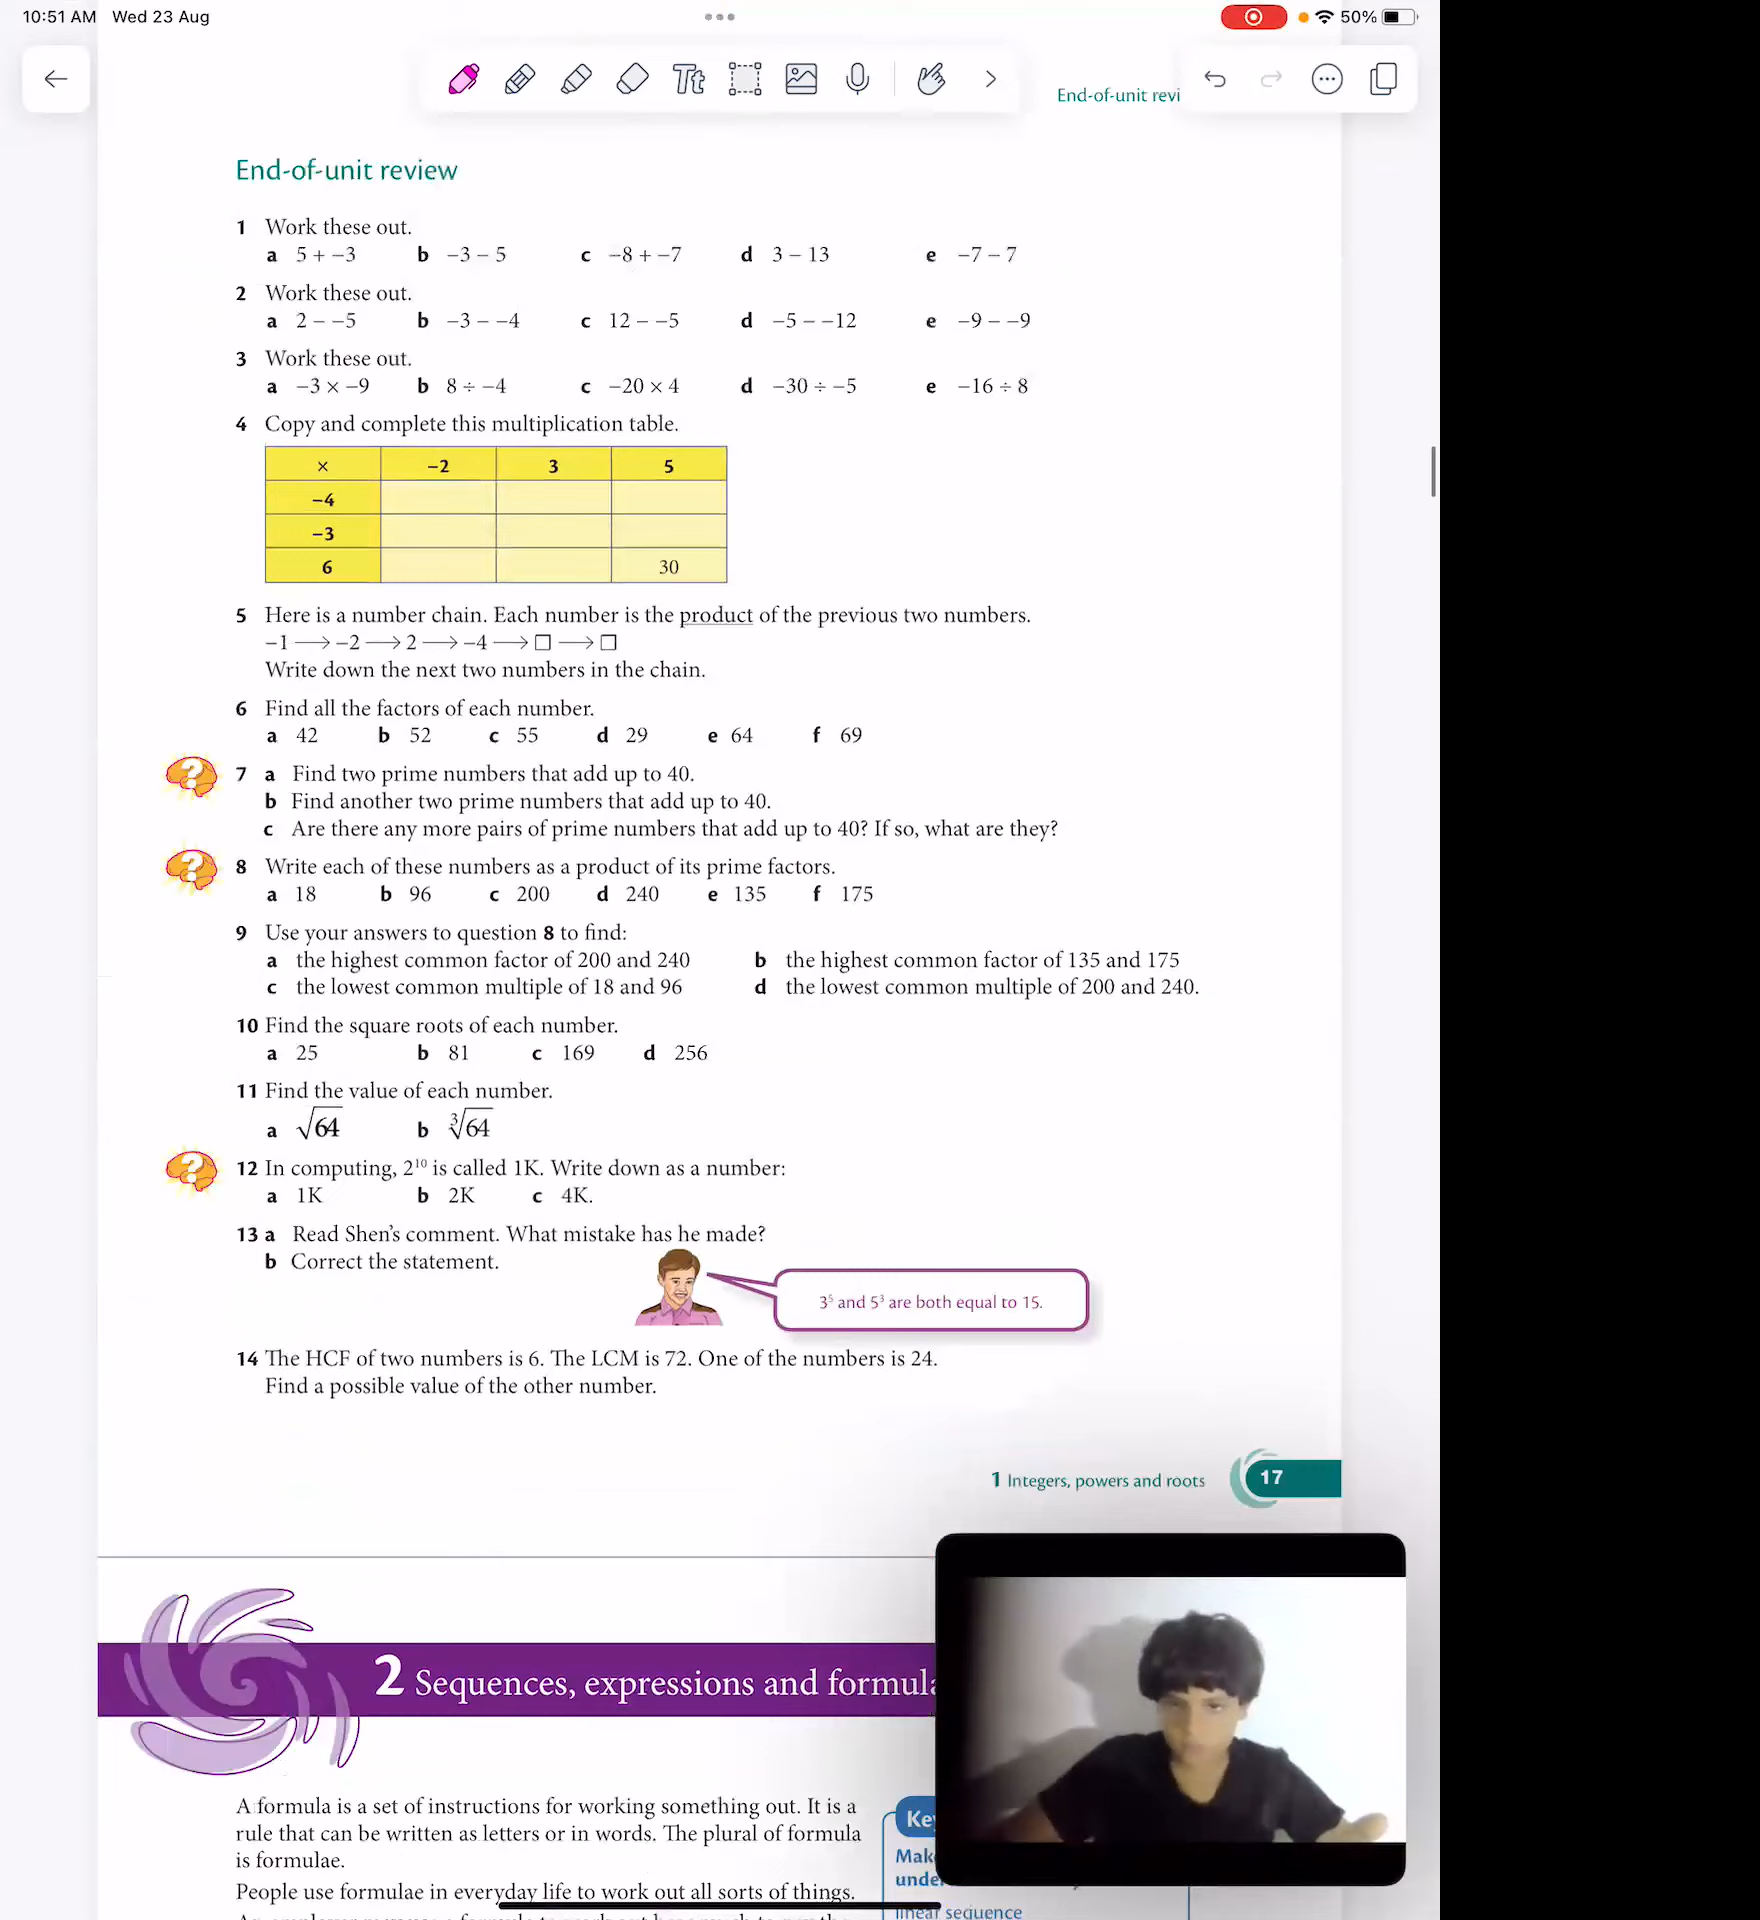 10:51 AM Wed 23 Aug
50%
Tt
End-of-unit revi
End-of-unit review
1 Work these out.
a 5 + −3 b −3 − 5 c −8 + −7 d 3 − 13 e −7 − 7
2 Work these out.
a 2 − −5 b −3 − −4 c 12 − −5 d −5 − −12 e −9 − −9
3 Work these out.
a −3 × −9 b 8 ÷ −4 c −20 × 4 d −30 ÷ −5 e −16 ÷ 8
4 Copy and complete this multiplication table.
× −2 3 5
−4
−3
6 30
5 Here is a number chain. Each number is the product of the previous two numbers.
−1 ⟶ −2 ⟶ 2 ⟶ −4 ⟶ □ ⟶ □
Write down the next two numbers in the chain.
6 Find all the factors of each number.
a 42 b 52 c 55 d 29 e 64 f 69
?
7 a Find two prime numbers that add up to 40.
b Find another two prime numbers that add up to 40.
c Are there any more pairs of prime numbers that add up to 40? If so, what are they?
?
8 Write each of these numbers as a product of its prime factors.
a 18 b 96 c 200 d 240 e 135 f 175
9 Use your answers to question 8 to find:
a the highest common factor of 200 and 240 b the highest common factor of 135 and 175
c the lowest common multiple of 18 and 96 d the lowest common multiple of 200 and 240.
10 Find the square roots of each number.
a 25 b 81 c 169 d 256
11 Find the value of each number.
a √64 b ∛64
?
12 In computing, 2¹⁰ is called 1K. Write down as a number:
a 1K b 2K c 4K.
13 a Read Shen's comment. What mistake has he made?
b Correct the statement.
3⁵ and 5³ are both equal to 15.
14 The HCF of two numbers is 6. The LCM is 72. One of the numbers is 24.
Find a possible value of the other number.
1 Integers, powers and roots 17
2 Sequences, expressions and formula
A formula is a set of instructions for working something out. It is a
rule that can be written as letters or in words. The plural of formula
is formulae.
People use formulae in everyday life to work out all sorts of things.
Key
Mak
unde
linear sequence